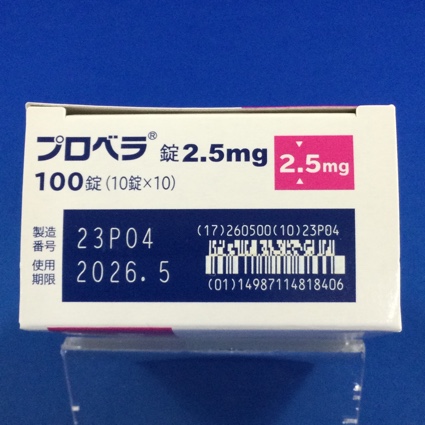 プロベラ® 錠 2.5mg
2.5mg
100錠(10錠×10)
製造番号 23P04
使用期限 2026.5
(17)260500(10)23P04
(01)14987114818406